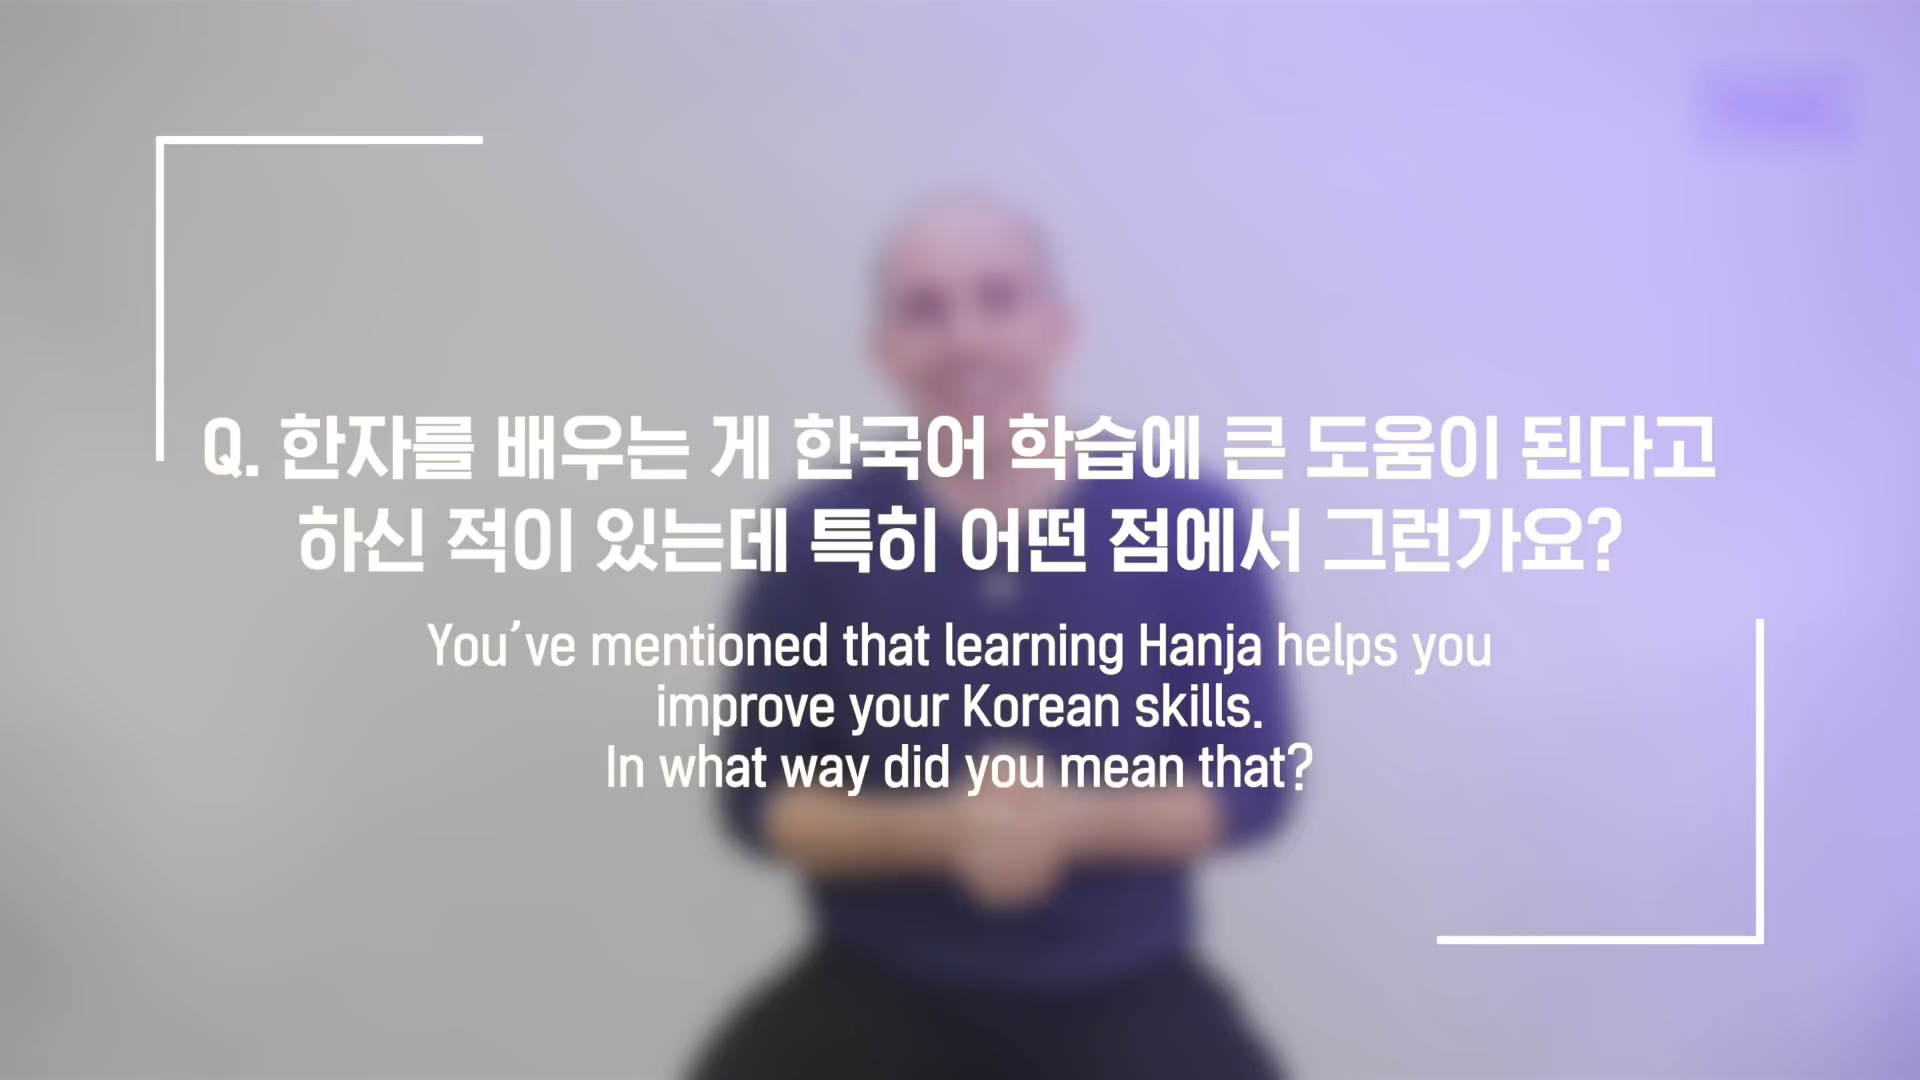 Q. 한자를 배우는 게 한국어 학습에 큰 도움이 된다고
하신 적이 있는데 특히 어떤 점에서 그런가요?
You've mentioned that learning Hanja helps you
improve your Korean skills.
In what way did you mean that?